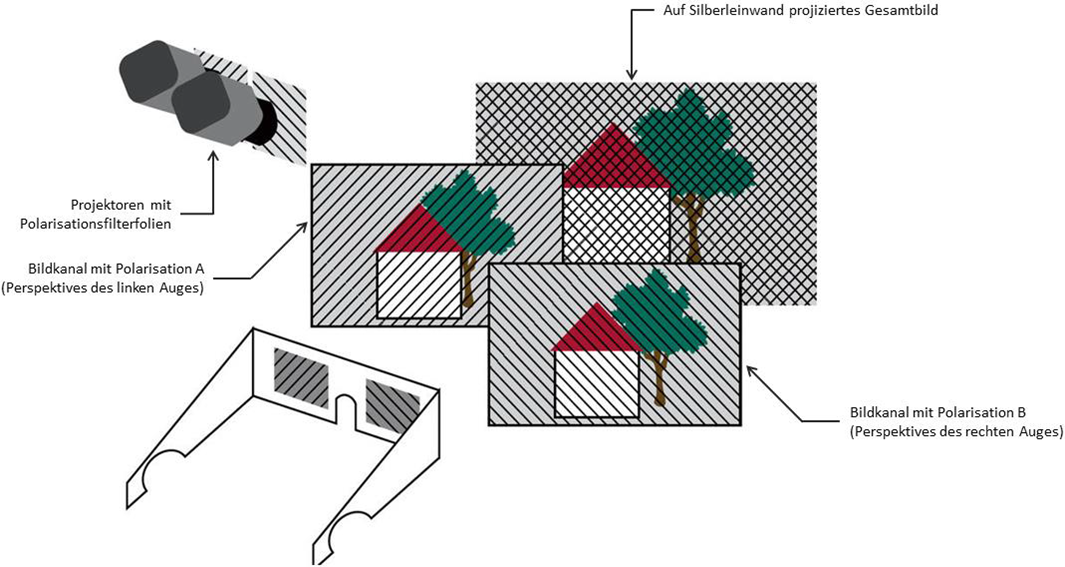 Auf Silberleinwand projiziertes Gesamtbild
Projektoren mit
Polarisationsfilterfolien
Bildkanal mit Polarisation A
(Perspektives des linken Auges)
Bildkanal mit Polarisation B
(Perspektives des rechten Auges)